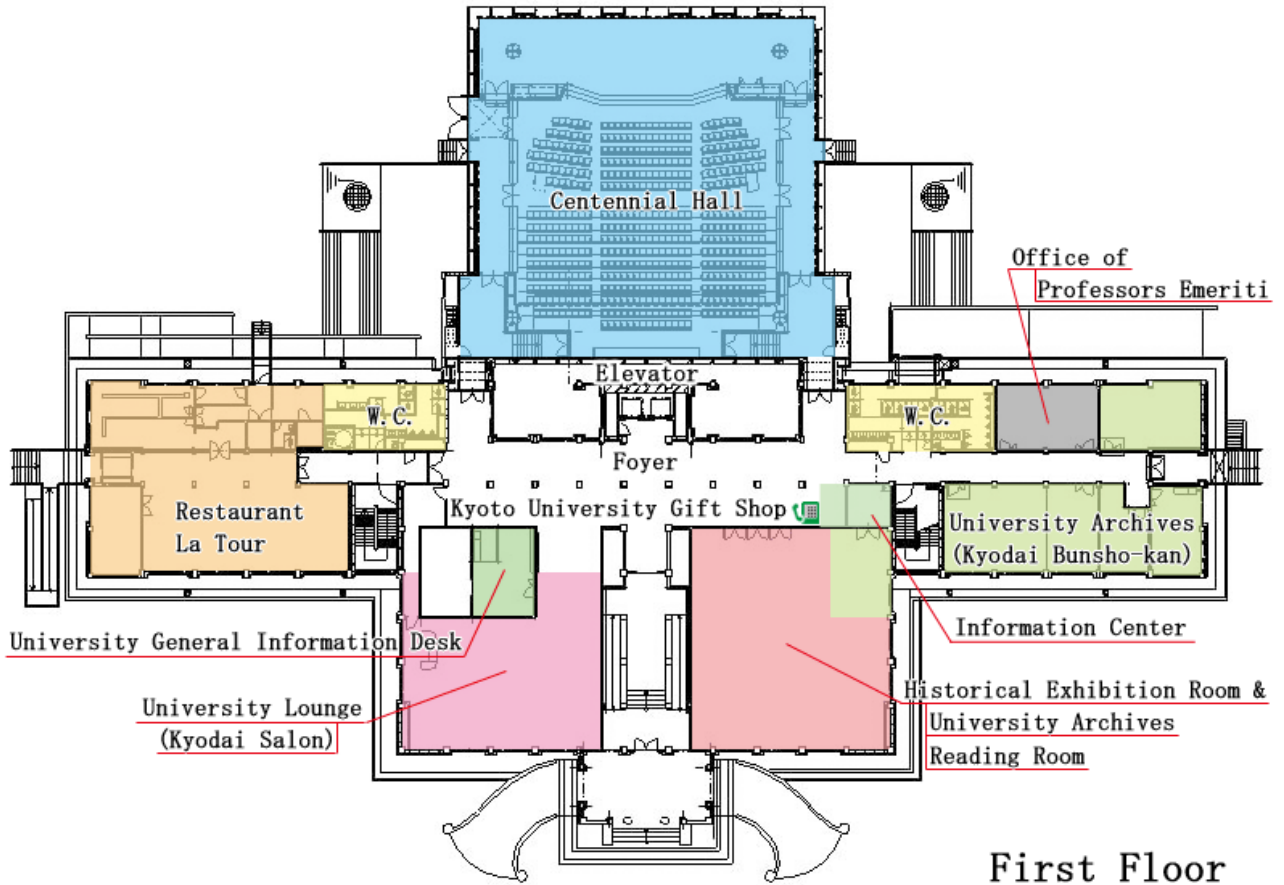 Centennial Hall
Office of
Professors Emeriti
Elevator
W.C.
W.C.
Foyer
Kyoto University Gift Shop
Restaurant
La Tour
University Archives
(Kyodai Bunsho-kan)
University General Information Desk
Information Center
University Lounge
(Kyodai Salon)
Historical Exhibition Room &
University Archives
Reading Room
First Floor